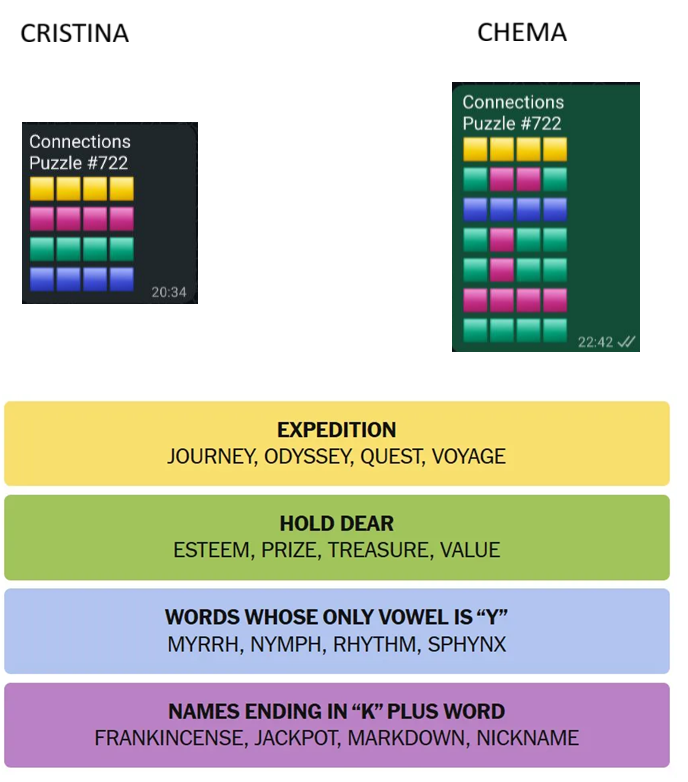 CRISTINA
CHEMA
Connections
Puzzle #722
20:34
Connections
Puzzle #722
22:42
EXPEDITION
JOURNEY, ODYSSEY, QUEST, VOYAGE
HOLD DEAR
ESTEEM, PRIZE, TREASURE, VALUE
WORDS WHOSE ONLY VOWEL IS “Y”
MYRRH, NYMPH, RHYTHM, SPHYNX
NAMES ENDING IN “K” PLUS WORD
FRANKINCENSE, JACKPOT, MARKDOWN, NICKNAME